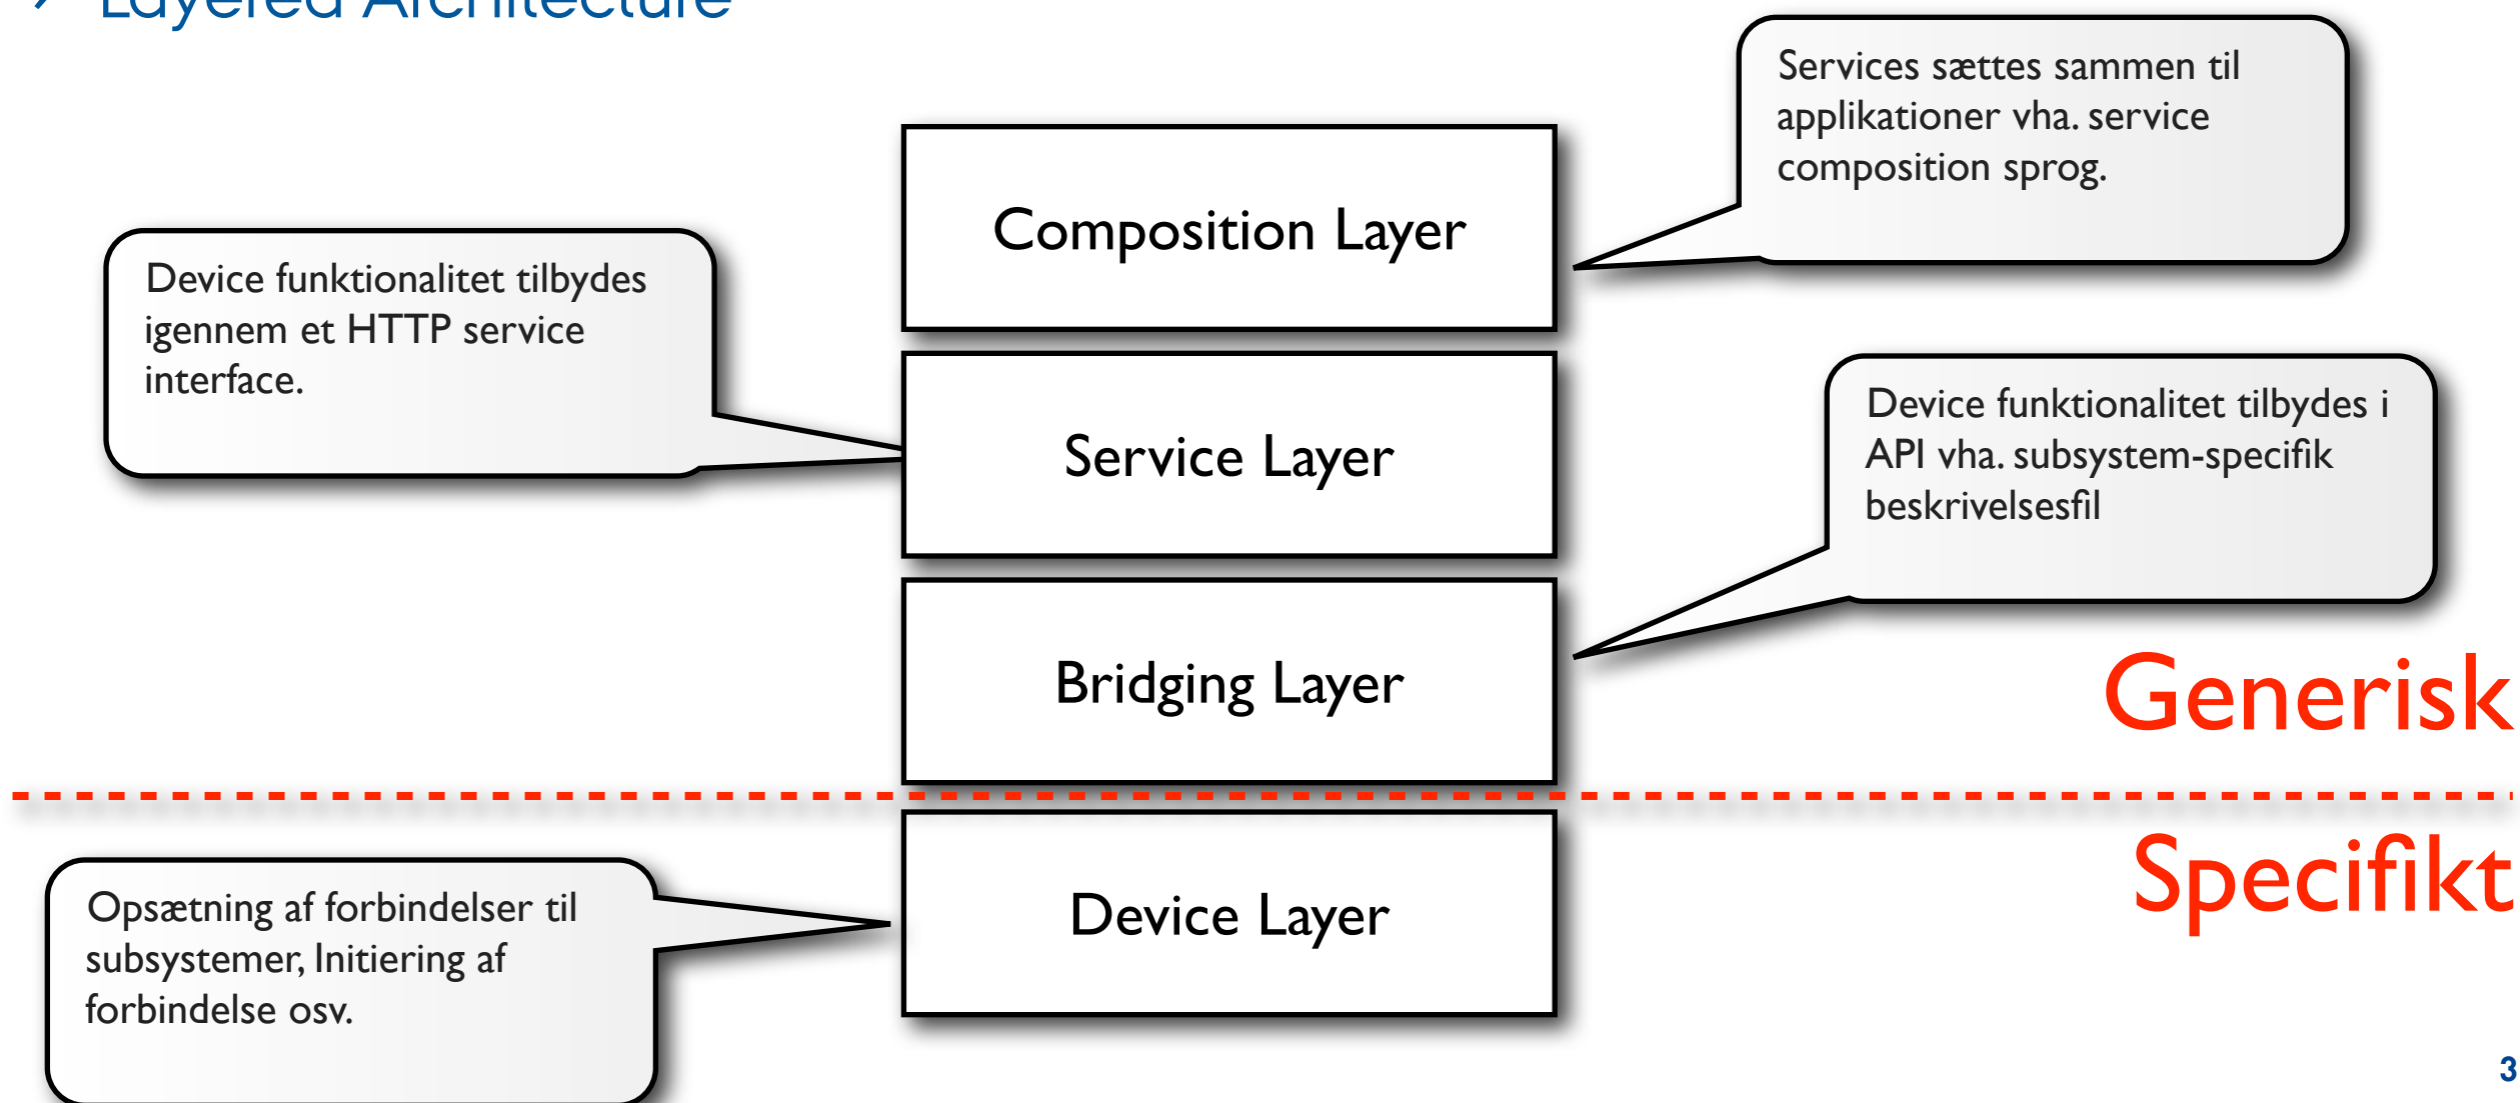 Layered Architecture
Services sættes sammen til
applikationer vha. service
composition sprog.
Composition Layer
Device funktionalitet tilbydes
igennem et HTTP service
interface.
Service Layer
Device funktionalitet tilbydes i
API vha. subsystem-specifik
beskrivelsesfil
Bridging Layer
Generisk
Specifikt
Device Layer
Opsætning af forbindelser til
subsystemer, Initiering af
forbindelse osv.
3